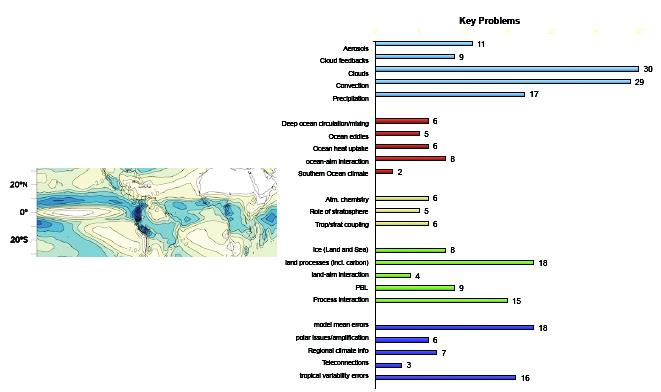 Key Problems
Aerosols 11
Cloud feedbacks 9
Clouds 30
Convection 29
Precipitation 17
Deep ocean circulation/mixing 6
Ocean eddies 5
Ocean heat uptake 6
ocean-atm interaction 8
Southern Ocean climate 2
Atm. chemistry 6
Role of stratosphere 5
Trop/strat coupling 6
Ice (Land and Sea) 8
land processes (incl. carbon) 18
land-atm interaction 4
PBL 9
Process interaction 15
model mean errors 18
polar issues/amplification 6
Regional climate info 7
Teleconnections 3
tropical variability errors 16
20°N
0°
20°S